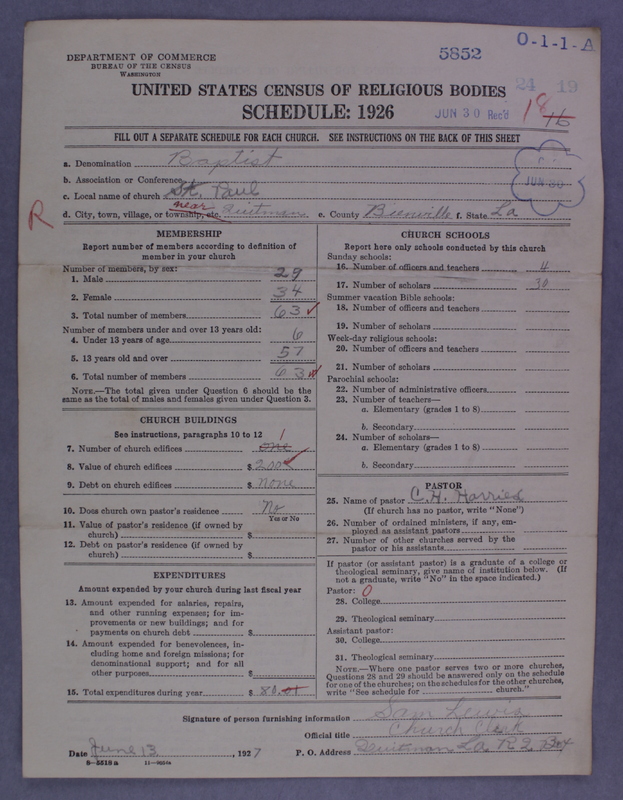 DEPARTMENT OF COMMERCE
BUREAU OF THE CENSUS
WASHINGTON
5852
O-1-1-A
24 19
UNITED STATES CENSUS OF RELIGIOUS BODIES
SCHEDULE: 1926
JUN 30 Rec'd
18
16
FILL OUT A SEPARATE SCHEDULE FOR EACH CHURCH. SEE INSTRUCTIONS ON THE BACK OF THIS SHEET
a. Denomination Baptist
b. Association or Conference
JUN 30
c. Local name of church St. Paul
R
near
d. City, town, village, or township, etc. Quitman e. County Bienville f. State La
MEMBERSHIP
Report number of members according to definition of
member in your church
Number of members, by sex:
1. Male 29
2. Female 34
3. Total number of members 63
Number of members under and over 13 years old:
4. Under 13 years of age 6
5. 13 years old and over 57
6. Total number of members 63
NOTE.—The total given under Question 6 should be the
same as the total of males and females given under Question 3.
CHURCH BUILDINGS
See instructions, paragraphs 10 to 12
1
7. Number of church edifices one
8. Value of church edifices $ 200
9. Debt on church edifices $ none
10. Does church own pastor's residence No
Yes or No
11. Value of pastor's residence (if owned by
church) $
12. Debt on pastor's residence (if owned by
church) $
EXPENDITURES
Amount expended by your church during last fiscal year
13. Amount expended for salaries, repairs,
and other running expenses; for im-
provements or new buildings; and for
payments on church debt $
14. Amount expended for benevolences, in-
cluding home and foreign missions; for
denominational support; and for all
other purposes $
15. Total expenditures during year $ 80.01
CHURCH SCHOOLS
Report here only schools conducted by this church
Sunday schools:
16. Number of officers and teachers 4
17. Number of scholars 30
Summer vacation Bible schools:
18. Number of officers and teachers
19. Number of scholars
Week-day religious schools:
20. Number of officers and teachers
21. Number of scholars
Parochial schools:
22. Number of administrative officers
23. Number of teachers—
a. Elementary (grades 1 to 8)
b. Secondary
24. Number of scholars—
a. Elementary (grades 1 to 8)
b. Secondary
PASTOR
25. Name of pastor C. H.
(If church has no pastor, write "None")
26. Number of ordained ministers, if any, em-
ployed as assistant pastors
27. Number of other churches served by the
pastor or his assistants
If pastor (or assistant pastor) is a graduate of a college or
theological seminary, give name of institution below. (If
not a graduate, write "No" in the space indicated.)
Pastor: 0
28. College
29. Theological seminary
Assistant pastor:
30. College
31. Theological seminary
NOTE.—Where one pastor serves two or more churches,
Questions 28 and 29 should be answered only on the schedule
for one of the churches; on the schedules for the other churches,
write "See schedule for church."
Signature of person furnishing information Sam Lewis
Official title Church Clerk
Date June 13, 1927 P. O. Address Quitman La. R 2, Box
8-5518 a